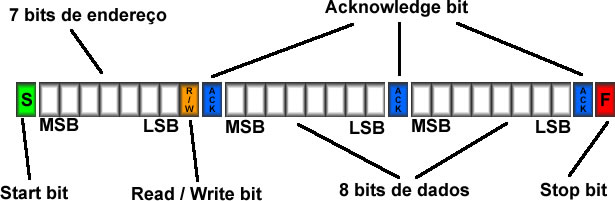 7 bits de endereço
Acknowledge bit
S
R/W
ACK
ACK
ACK
F
MSB
LSB
MSB
LSB
MSB
LSB
Start bit
Read / Write bit
8 bits de dados
Stop bit